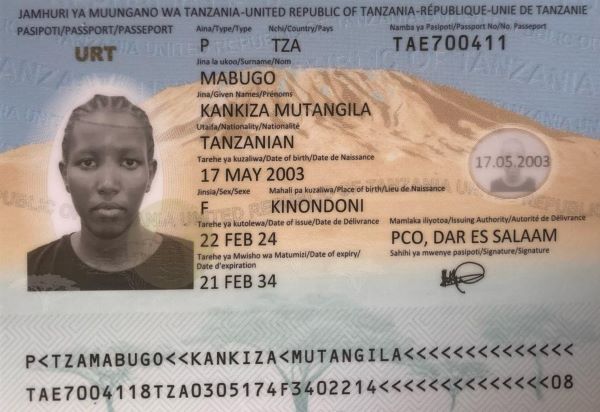 JAMHURI YA MUUNGANO WA TANZANIA-UNITED REPUBLIC OF TANZANIA-RÉPUBLIQUE-UNIE DE TANZANIE
PASIPOTI/PASSPORT/PASSEPORT Aina/Type/Type Nchi/Country/Pays Namba ya Pasipoti/Passport No/No. Passeport
URT P TZA TAE700411
Jina la ukoo/Surname/Nom
MABUGO
Jina/Given Names/Prénoms
KANKIZA MUTANGILA
Utaifa/Nationality/Nationalité
TANZANIAN
Tarehe ya kuzaliwa/Date of birth/Date de Naissance
17 MAY 2003 17.05.2003
Jinsia/Sex/Sexe Mahali pa kuzaliwa/Place of birth/Lieu de Naissance
F KINONDONI
Tarehe ya kutolewa/Date of issue/Date de Délivrance Mamlaka iliyotoa/Issuing Authority/Autorité de Délivrance
22 FEB 24 PCO, DAR ES SALAAM
Tarehe ya Mwisho wa Matumizi/Date of expiry/ Sahihi ya mwenye pasipoti/Signature/Signature
Date d'expiration
21 FEB 34
P<TZAMABUGO<<KANKIZA<MUTANGILA<<<<<<<<<<<<<<
TAE7004118TZA0305174F3402214<<<<<<<<<<<<<<08